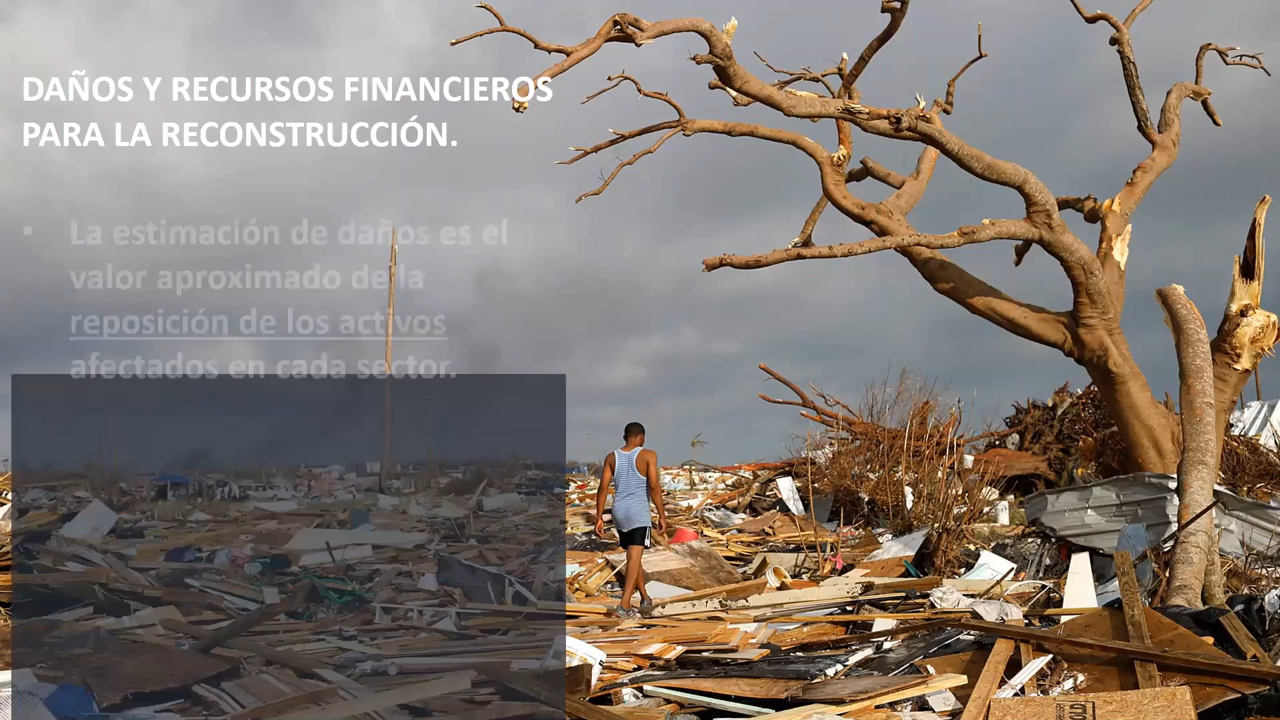 DAÑOS Y RECURSOS FINANCIEROS
PARA LA RECONSTRUCCIÓN.
• La estimación de daños es el
valor aproximado de la
reposición de los activos
afectados en cada sector.